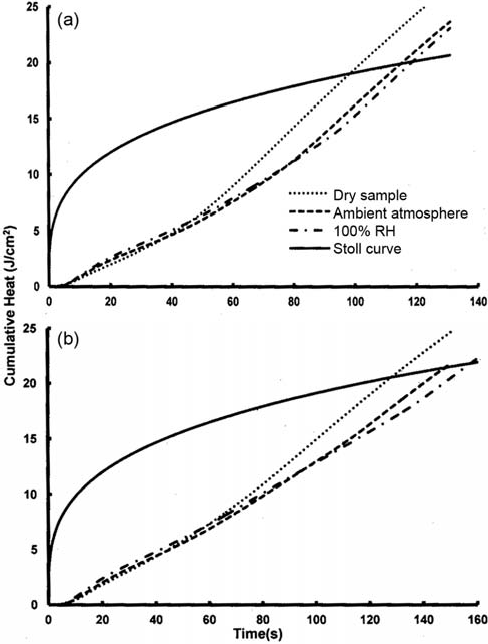 (a)
25
20
15
10
5
0
Dry sample
Ambient atmosphere
100% RH
Stoll curve
0 20 40 60 80 100 120 140
Cumulative Heat (J/cm²)
(b)
25
20
15
10
5
0
0 20 40 60 80 100 120 140 160
Time(s)